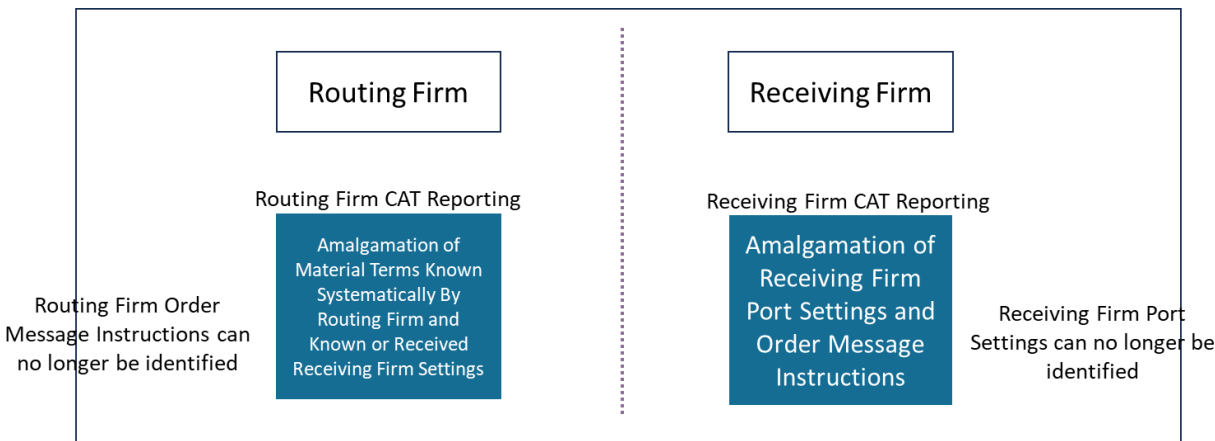 Routing Firm
Receiving Firm
Routing Firm CAT Reporting
Receiving Firm CAT Reporting
Routing Firm Order
Message Instructions can
no longer be identified
Amalgamation of
Material Terms Known
Systematically By
Routing Firm and
Known or Received
Receiving Firm Settings
Amalgamation of
Receiving Firm
Port Settings and
Order Message
Instructions
Receiving Firm Port
Settings can no longer be
identified